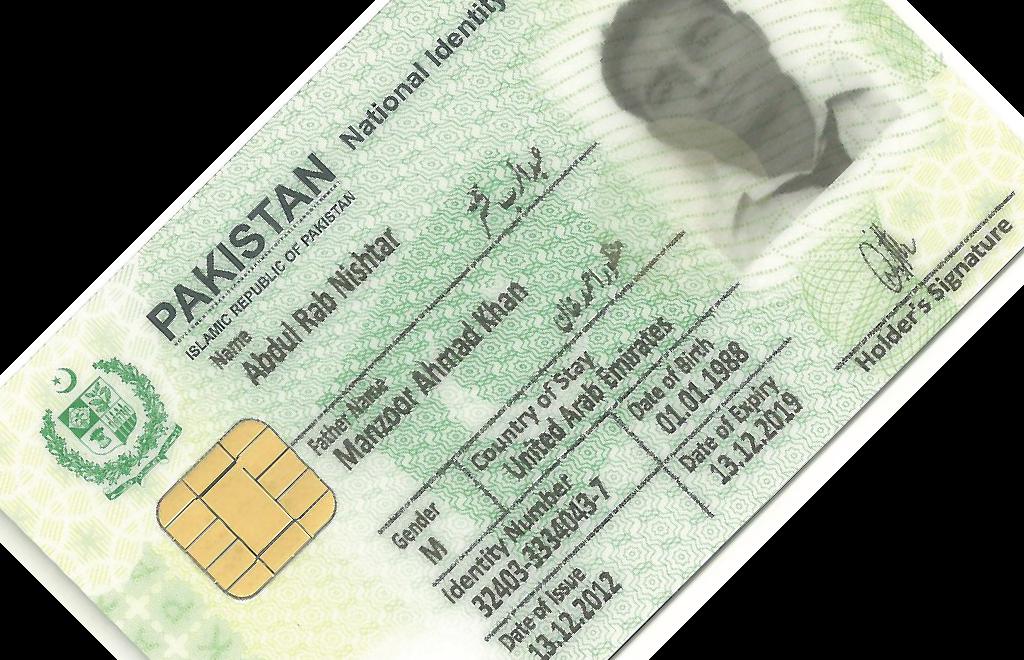 PAKISTAN National Identity
ISLAMIC REPUBLIC OF PAKISTAN
Name
Abdul Rab Nishtar
عبدالرب نشتر
Father Name
Manzoor Ahmad Khan
منظور احمد خان
Gender
M
Country of Stay
United Arab Emirates
Identity Number
32403-3334043-7
Date of Birth
01.01.1988
Date of Issue
13.12.2012
Date of Expiry
13.12.2019
Holder's Signature